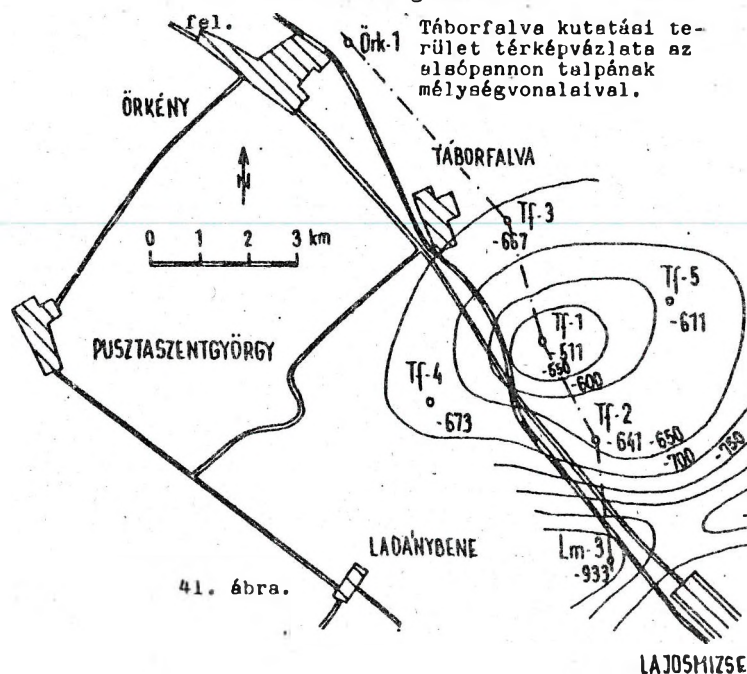 fel.
Örk-1
Táborfalva kutatási te-
rület térképvázlata az
alsópannon talpának
mélységvonalaival.
ÖRKÉNY
N
TÁBORFALVA
0 1 2 3 km
Tf-3
-667
Tf-5
-611
Tf-1
-511
-550
-600
PUSZTASZENTGYÖRGY
Tf-4
-673
Tf-2
-641 -650
-700 -750
Lm-3
-933
LADÁNYBENE
41. ábra.
LAJOSMIZSE